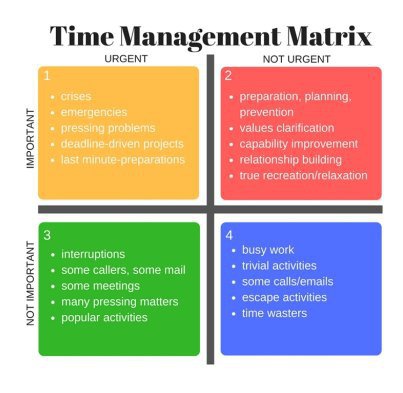 Time Management Matrix
URGENT
NOT URGENT
IMPORTANT
1
• crises
• emergencies
• pressing problems
• deadline-driven projects
• last minute-preparations
2
• preparation, planning,
prevention
• values clarification
• capability improvement
• relationship building
• true recreation/relaxation
NOT IMPORTANT
3
• interruptions
• some callers, some mail
• some meetings
• many pressing matters
• popular activities
4
• busy work
• trivial activities
• some calls/emails
• escape activities
• time wasters